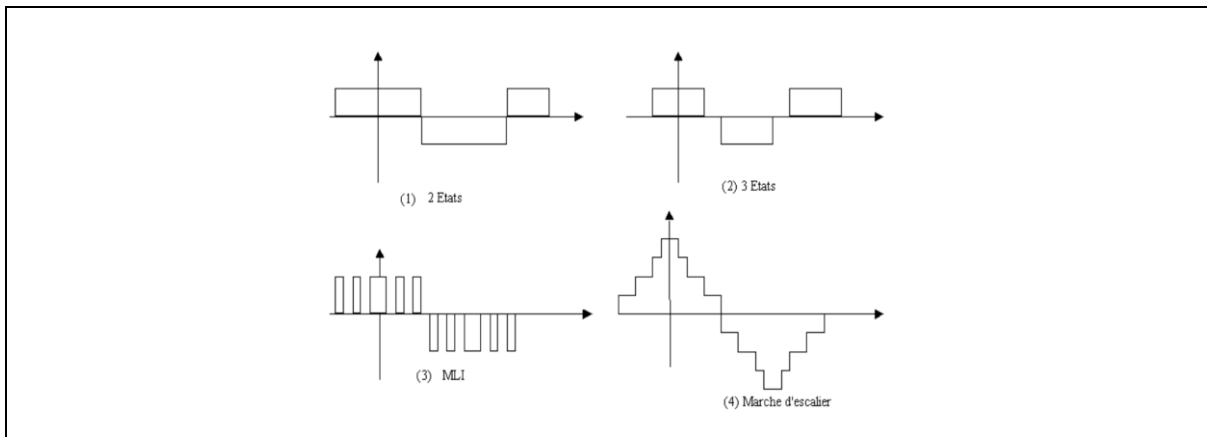 (1) 2 Etats
(2) 3 Etats
(3) MLI
(4) Marche d'escalier